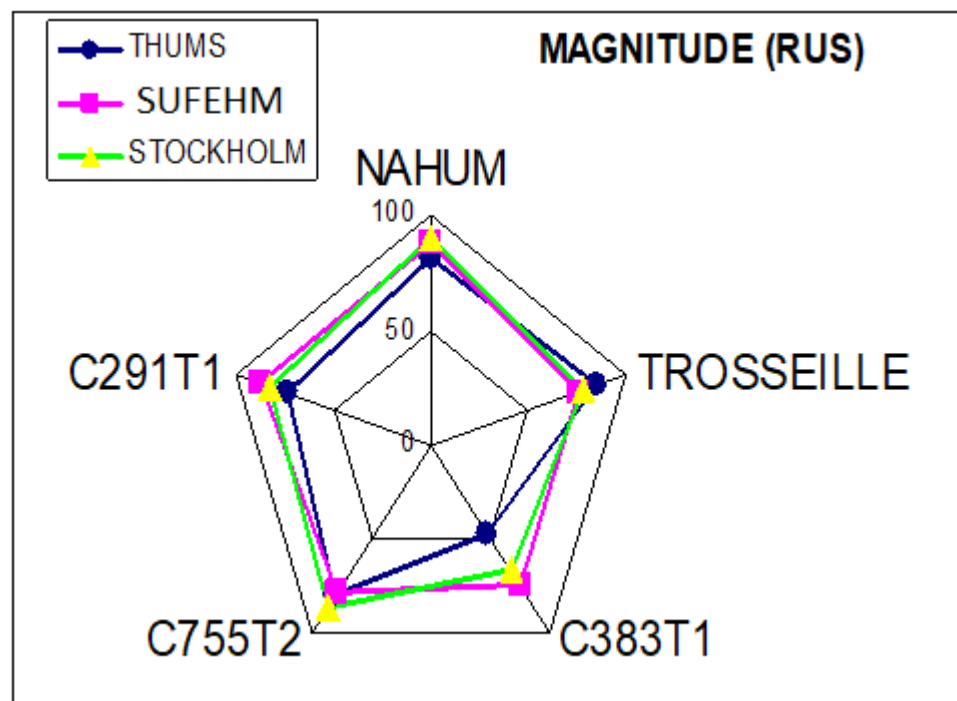 THUMS
SUFEHM
STOCKHOLM
MAGNITUDE (RUS)
NAHUM
100
50
0
C291T1
TROSSEILLE
C755T2
C383T1